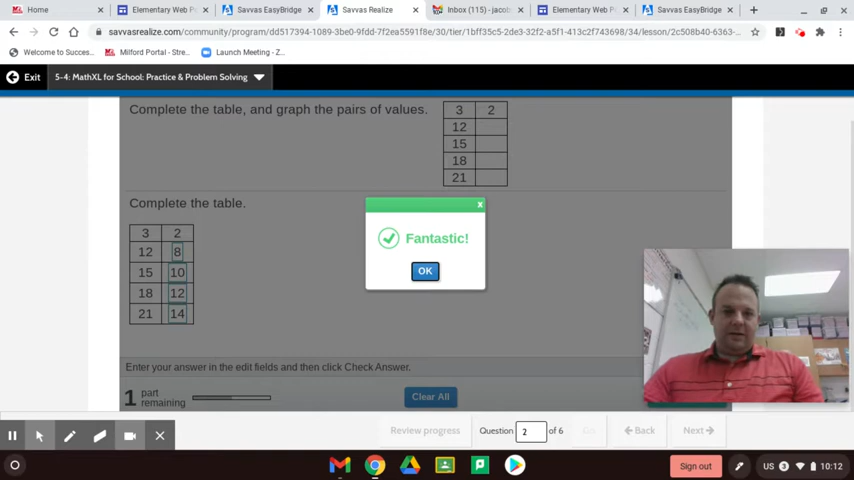 Home
Elementary Web P
Savvas EasyBridge
Savvas Realize
Inbox (115) - jacob
Elementary Web P
Savvas EasyBridge
savvasrealize.com/community/program/dd517394-1089-3be0-9fdd-7f2ea5591f8e/30/tier/1bff35c5-2de3-32f2-a5f1-413c2f743698/34/lesson/2c508b40-6363-...
Welcome to Succes...
Milford Portal - Stre...
Launch Meeting - Z...
Exit
5-4: MathXL for School: Practice & Problem Solving
Complete the table, and graph the pairs of values.
3 2
12
15
18
21
Complete the table.
3 2
12 8
15 10
18 12
21 14
x
Fantastic!
OK
Enter your answer in the edit fields and then click Check Answer.
1 part remaining
Clear All
Review progress
Question 2 of 6
Back
Next
Sign out
US 3 10:12